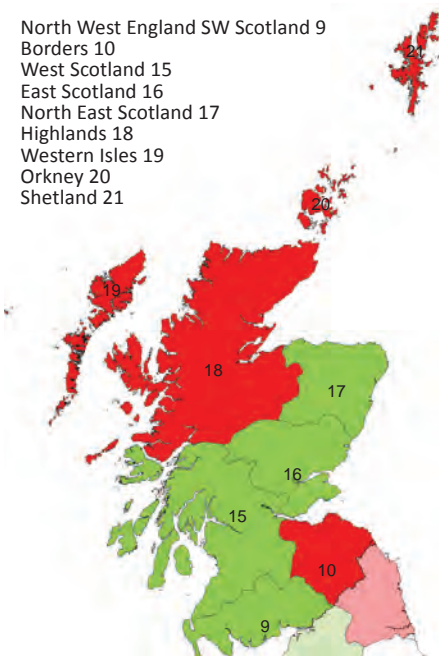 North West England SW Scotland 9
Borders 10
West Scotland 15
East Scotland 16
North East Scotland 17
Highlands 18
Western Isles 19
Orkney 20
Shetland 21
21
20
19
18
17
16
15
10
9